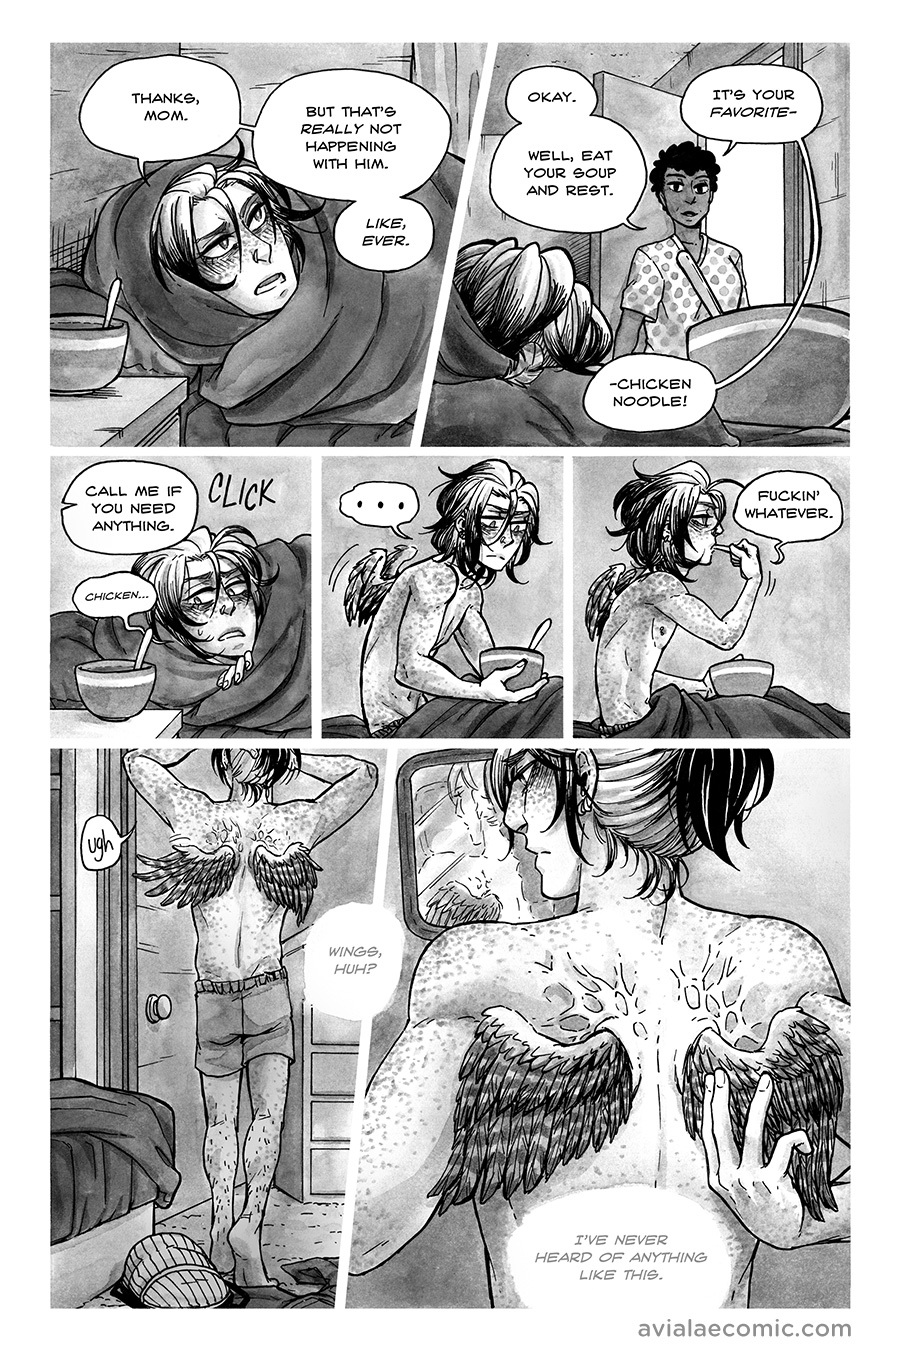 THANKS,
MOM.
BUT THAT'S
REALLY NOT
HAPPENING
WITH HIM.
LIKE,
EVER.
OKAY.
WELL, EAT
YOUR SOUP
AND REST.
IT'S YOUR
FAVORITE-
-CHICKEN
NOODLE!
CALL ME IF
YOU NEED
ANYTHING.
CLICK
CHICKEN...
...
FUCKIN'
WHATEVER.
Ugh
WINGS,
HUH?
I'VE NEVER
HEARD OF ANYTHING
LIKE THIS.
avialaecomic.com